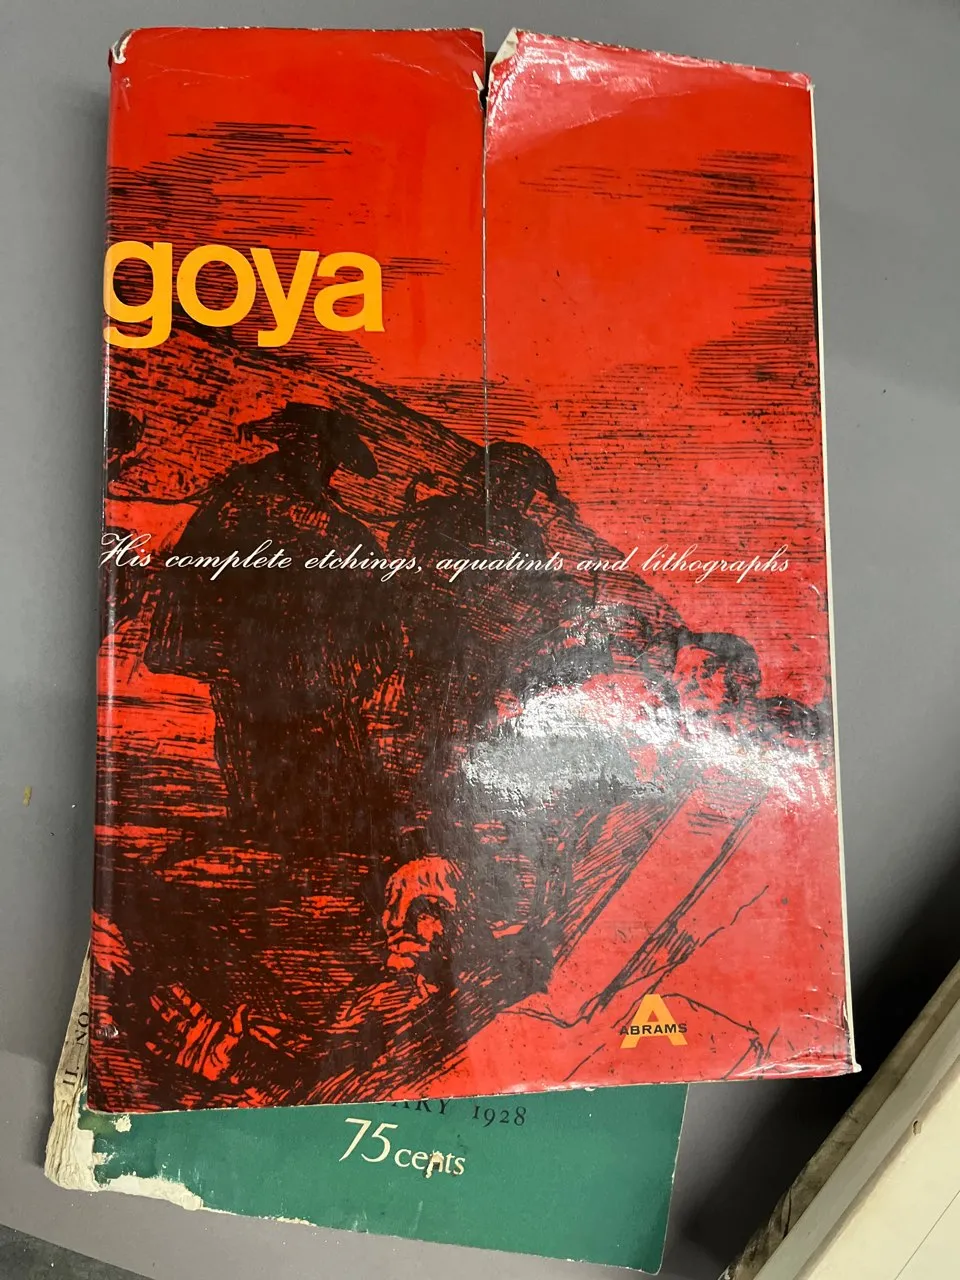 goya
His complete etchings, aquatints and lithographs
A
ABRAMS
1928
75 cents